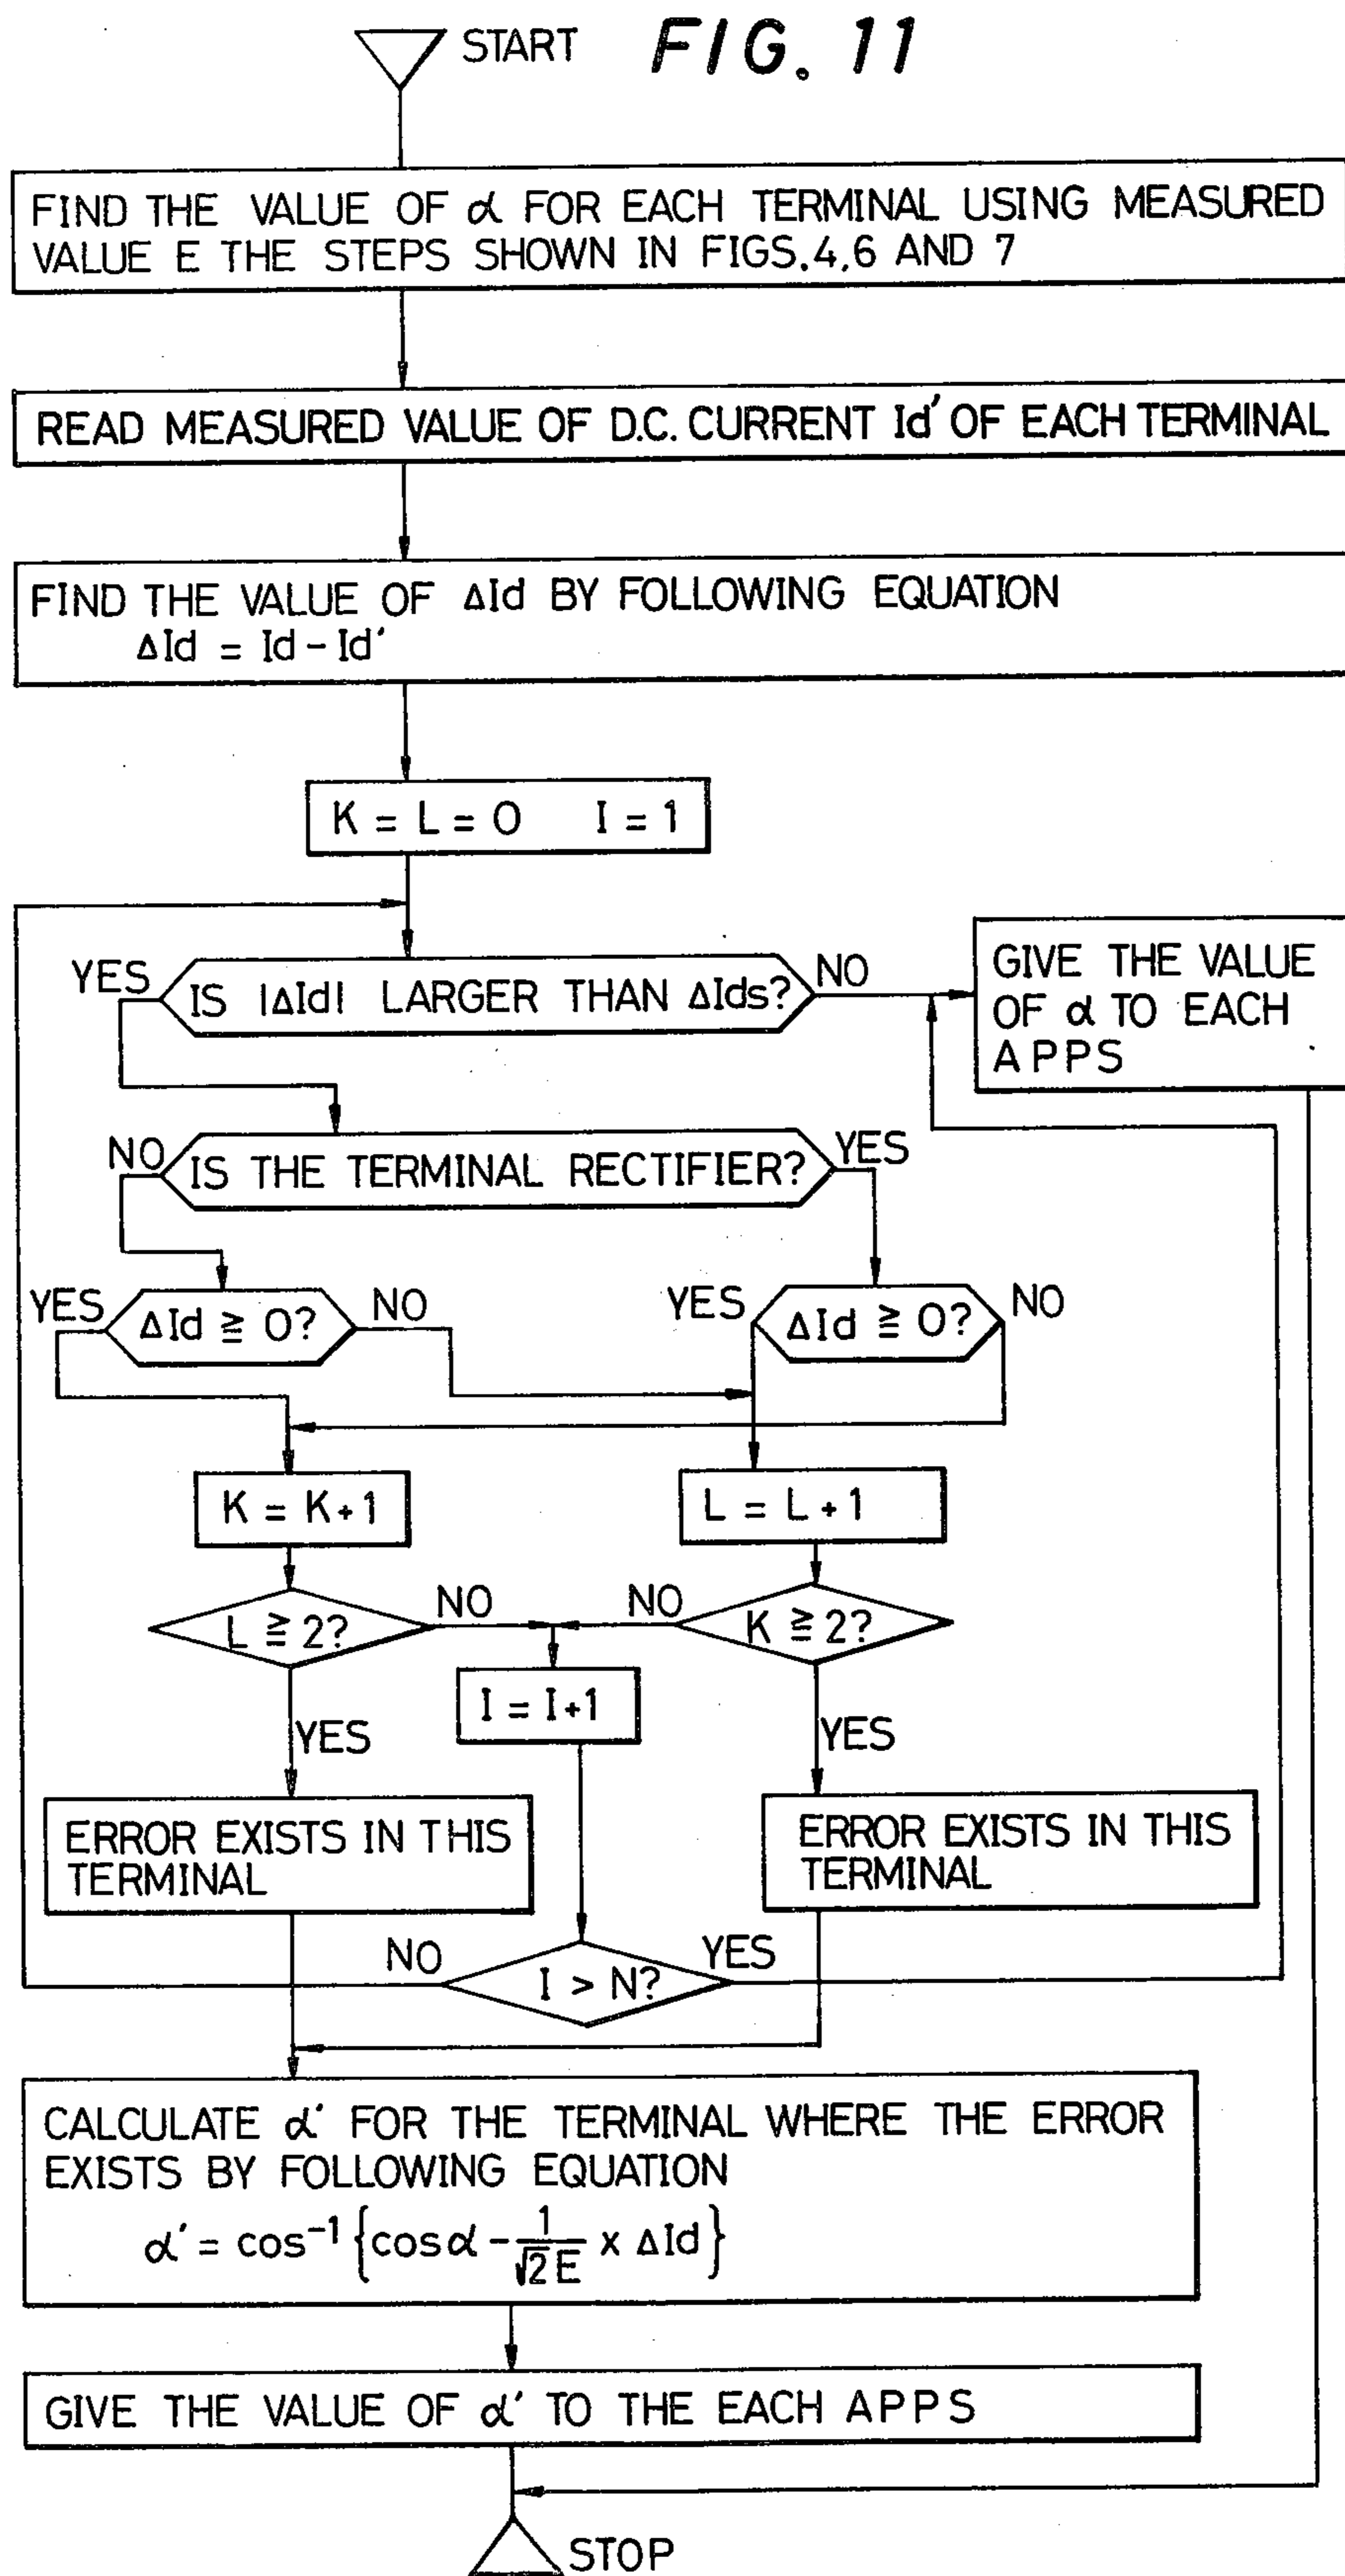 START FIG. 11
FIND THE VALUE OF α FOR EACH TERMINAL USING MEASURED
VALUE E THE STEPS SHOWN IN FIGS.4,6 AND 7
READ MEASURED VALUE OF D.C. CURRENT Id′ OF EACH TERMINAL
FIND THE VALUE OF ΔId BY FOLLOWING EQUATION
ΔId = Id - Id′
K = L = 0 I = 1
YES
IS |ΔId| LARGER THAN ΔIds?
NO
GIVE THE VALUE
OF α TO EACH
APPS
NO
IS THE TERMINAL RECTIFIER?
YES
YES
ΔId ≧ 0?
NO
YES
ΔId ≧ 0?
NO
K = K+1
L = L+1
L ≧ 2?
NO
NO
K ≧ 2?
I = I+1
YES
YES
ERROR EXISTS IN THIS
TERMINAL
ERROR EXISTS IN THIS
TERMINAL
NO
I > N?
YES
CALCULATE α′ FOR THE TERMINAL WHERE THE ERROR
EXISTS BY FOLLOWING EQUATION
α′ = cos⁻¹ {cosα - 1/√2E × ΔId}
GIVE THE VALUE OF α′ TO THE EACH APPS
STOP